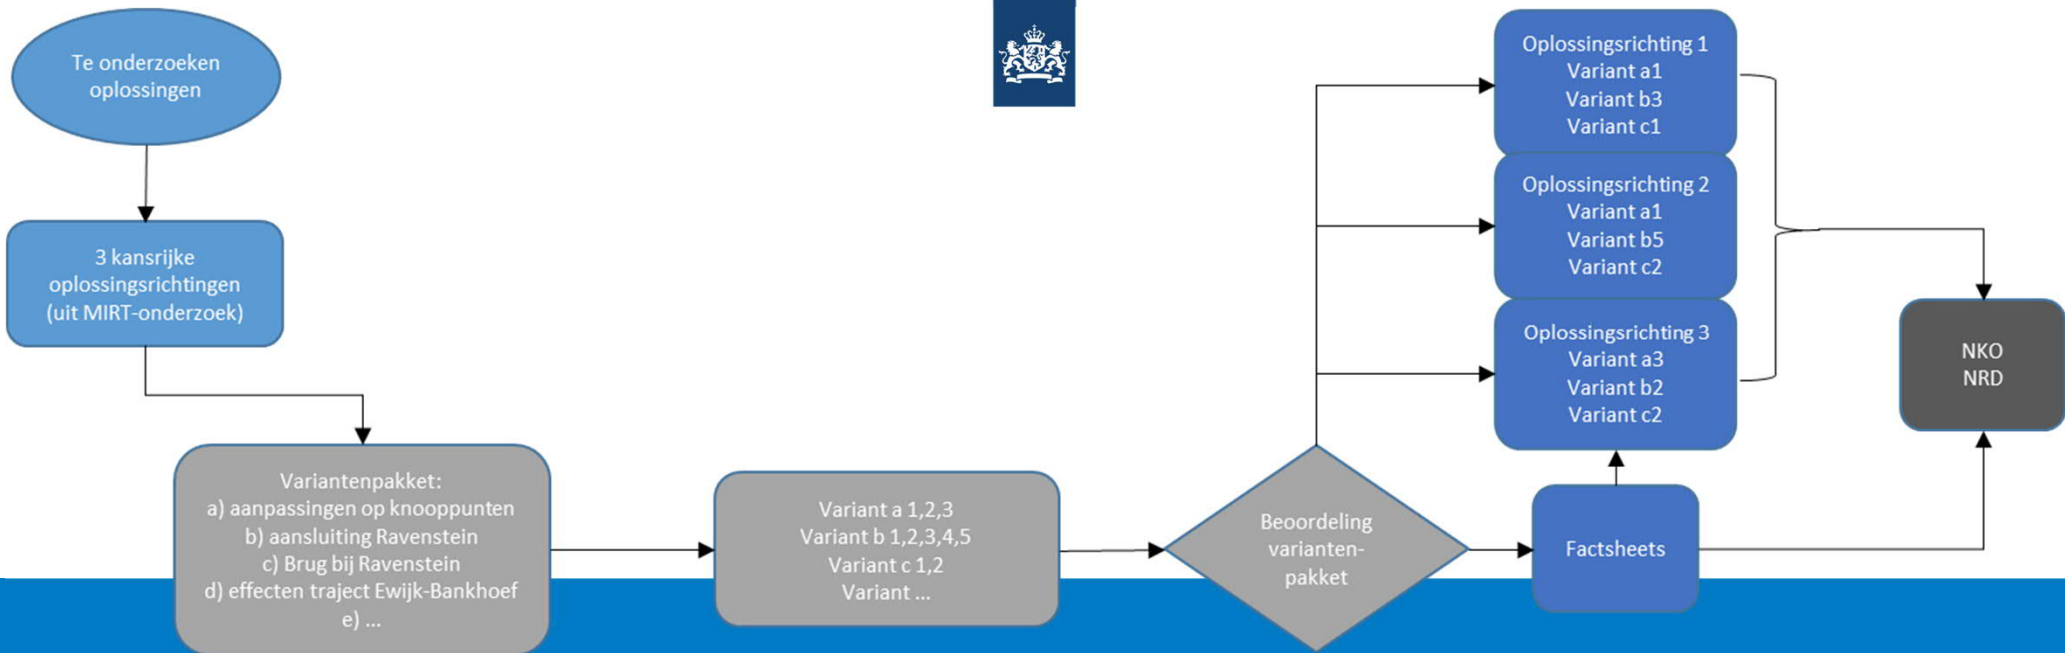 Te onderzoeken
oplossingen
3 kansrijke
oplossingsrichtingen
(uit MIRT-onderzoek)
Variantenpakket:
a) aanpassingen op knooppunten
b) aansluiting Ravenstein
c) Brug bij Ravenstein
d) effecten traject Ewijk-Bankhoef
e) ...
Variant a 1,2,3
Variant b 1,2,3,4,5
Variant c 1,2
Variant ...
Beoordeling
varianten-
pakket
Oplossingsrichting 1
Variant a1
Variant b3
Variant c1
Oplossingsrichting 2
Variant a1
Variant b5
Variant c2
Oplossingsrichting 3
Variant a3
Variant b2
Variant c2
Factsheets
NKO
NRD